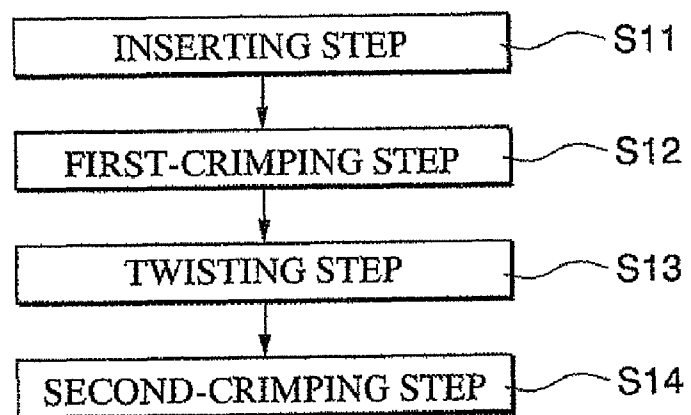 INSERTING STEP S11
FIRST-CRIMPING STEP S12
TWISTING STEP S13
SECOND-CRIMPING STEP S14